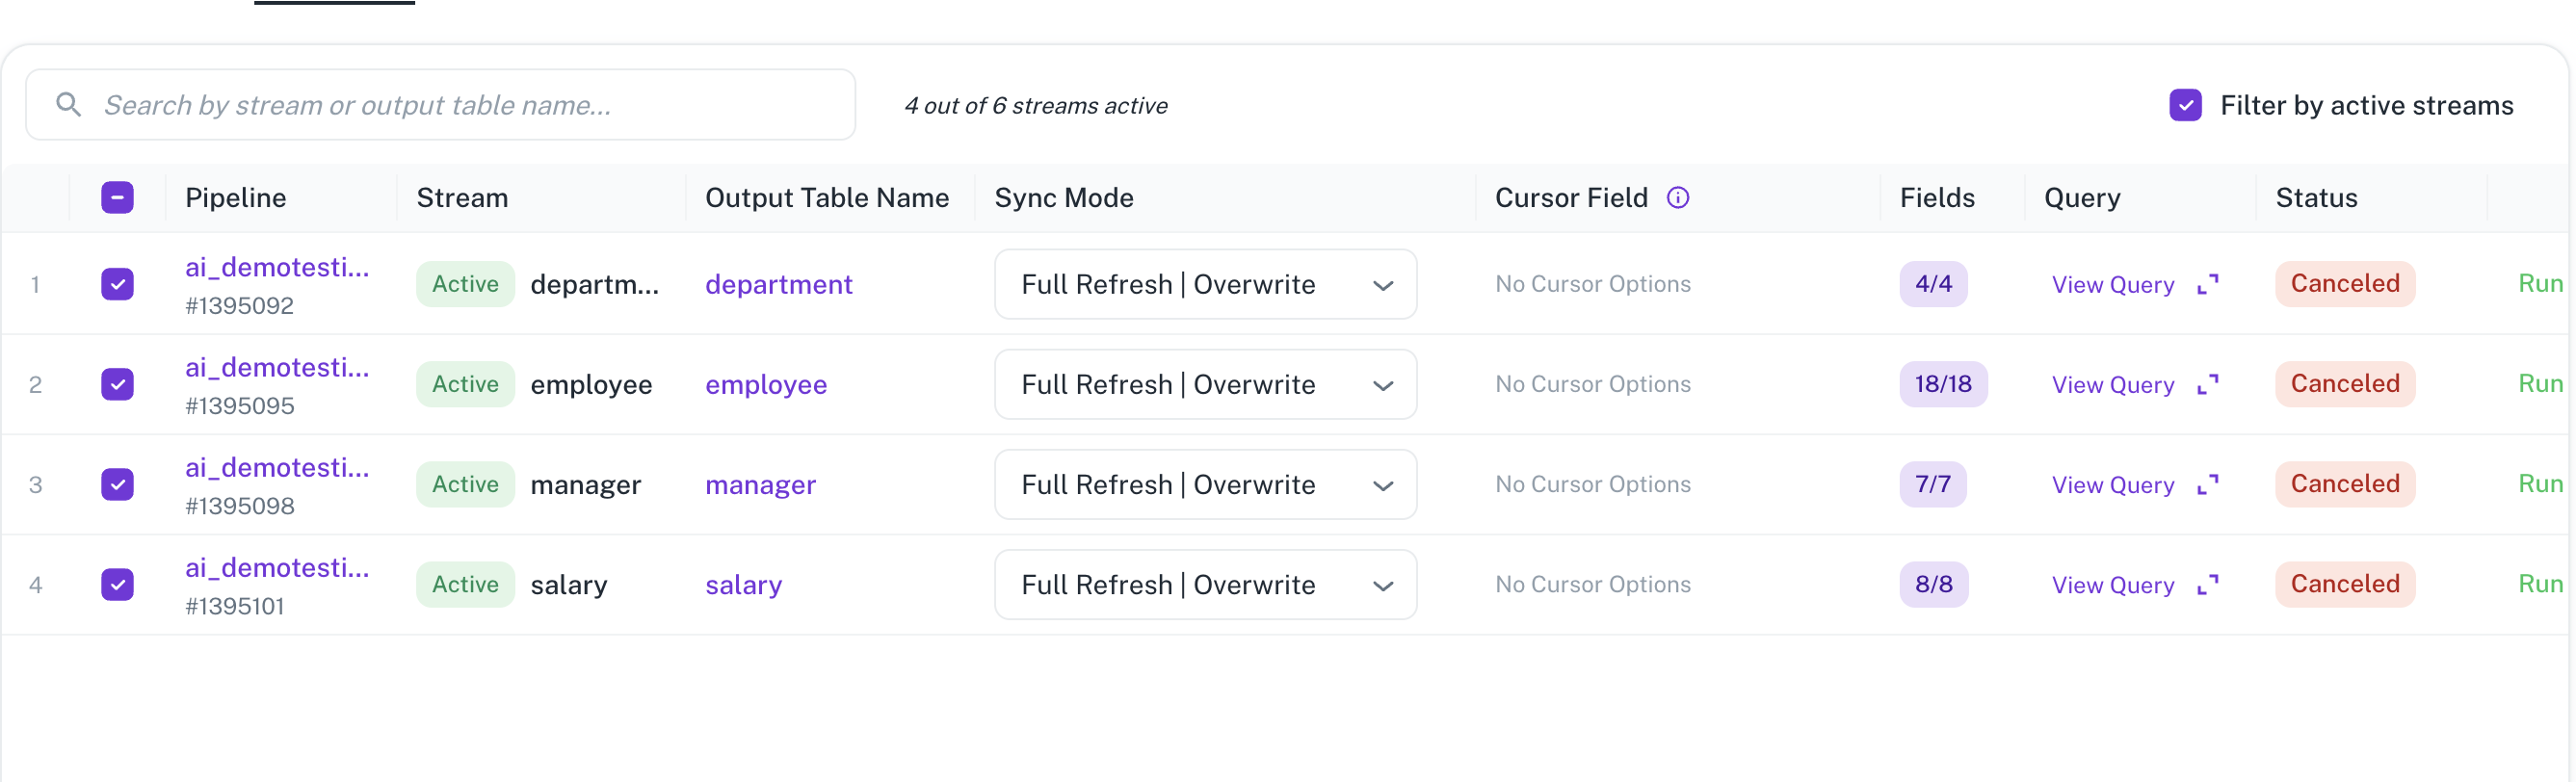 Search by stream or output table name...
4 out of 6 streams active
Filter by active streams
Pipeline Stream Output Table Name Sync Mode Cursor Field Fields Query Status
1 ai_demotesti... Active departm... department Full Refresh | Overwrite No Cursor Options 4/4 View Query Canceled Run
#1395092
2 ai_demotesti... Active employee employee Full Refresh | Overwrite No Cursor Options 18/18 View Query Canceled Run
#1395095
3 ai_demotesti... Active manager manager Full Refresh | Overwrite No Cursor Options 7/7 View Query Canceled Run
#1395098
4 ai_demotesti... Active salary salary Full Refresh | Overwrite No Cursor Options 8/8 View Query Canceled Run
#1395101